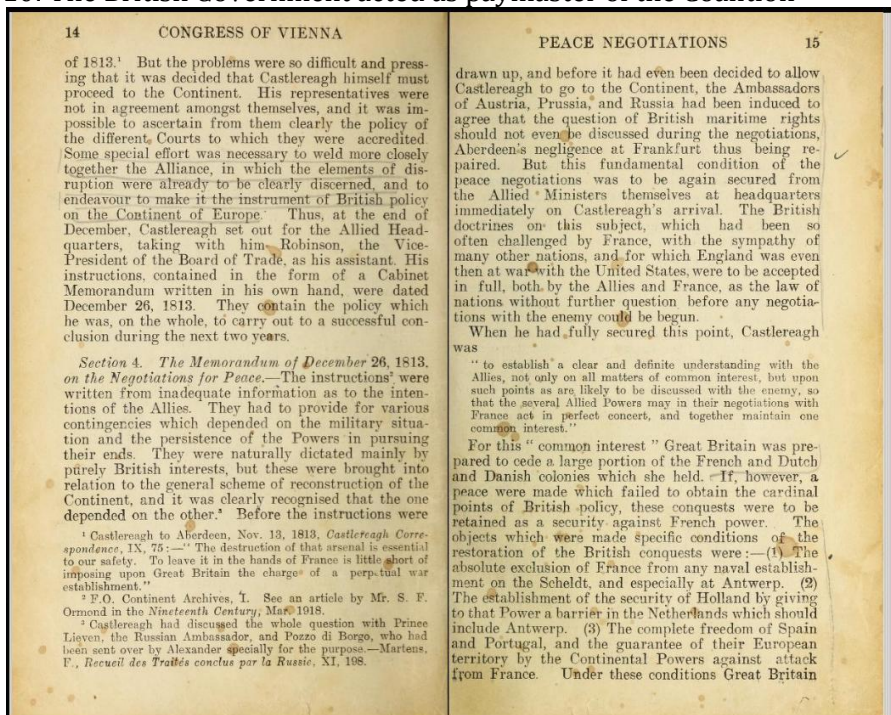 14 CONGRESS OF VIENNA
of 1813.¹ But the problems were so difficult and press-
ing that it was decided that Castlereagh himself must
proceed to the Continent. His representatives were
not in agreement amongst themselves, and it was im-
possible to ascertain from them clearly the policy of
the different Courts to which they were accredited
Some special effort was necessary to weld more closely
together the Alliance, in which the elements of dis-
ruption were already to be clearly discerned, and to
endeavour to make it the instrument of British policy
on the Continent of Europe. Thus, at the end of
December, Castlereagh set out for the Allied Head-
quarters, taking with him Robinson, the Vice-
President of the Board of Trade, as his assistant. His
instructions, contained in the form of a Cabinet
Memorandum written in his own hand, were dated
December 26, 1813. They contain the policy which
he was, on the whole, to carry out to a successful con-
clusion during the next two years.
Section 4. The Memorandum of December 26, 1813,
on the Negotiations for Peace.—The instructions² were
written from inadequate information as to the inten-
tions of the Allies. They had to provide for various
contingencies which depended on the military situa-
tion and the persistence of the Powers in pursuing
their ends. They were naturally dictated mainly by
purely British interests, but these were brought into
relation to the general scheme of reconstruction of the
Continent, and it was clearly recognised that the one
depended on the other.³ Before the instructions were
¹ Castlereagh to Aberdeen, Nov. 13, 1813, Castlereagh Corre-
spondence, IX, 75:—" The destruction of that arsenal is essential
to our safety. To leave it in the hands of France is little short of
imposing upon Great Britain the charge of a perpetual war
establishment."
² F.O. Continent Archives, I. See an article by Mr. S. F.
Ormond in the Nineteenth Century, Mar. 1918.
³ Castlereagh had discussed the whole question with Prince
Lieven, the Russian Ambassador, and Pozzo di Borgo, who had
been sent over by Alexander specially for the purpose.—Martens,
F., Recueil des Traités conclus par la Russie, XI, 198.
PEACE NEGOTIATIONS 15
drawn up, and before it had even been decided to allow
Castlereagh to go to the Continent, the Ambassadors
of Austria, Prussia, and Russia had been induced to
agree that the question of British maritime rights
should not even be discussed during the negotiations,
Aberdeen's negligence at Frankfurt thus being re-
paired. But this fundamental condition of the
peace negotiations was to be again secured from
the Allied Ministers themselves at headquarters
immediately on Castlereagh's arrival. The British
doctrines on this subject, which had been so
often challenged by France, with the sympathy of
many other nations, and for which England was even
then at war with the United States, were to be accepted
in full, both by the Allies and France, as the law of
nations without further question before any negotia-
tions with the enemy could be begun.
When he had fully secured this point, Castlereagh
was
" to establish a clear and definite understanding with the
Allies, not only on all matters of common interest, but upon
such points as are likely to be discussed with the enemy, so
that the several Allied Powers may in their negotiations with
France act in perfect concert, and together maintain one
common interest."
For this " common interest " Great Britain was pre-
pared to cede a large portion of the French and Dutch
and Danish colonies which she held. If, however, a
peace were made which failed to obtain the cardinal
points of British policy, these conquests were to be
retained as a security against French power. The
objects which were made specific conditions of the
restoration of the British conquests were:—(1) The
absolute exclusion of France from any naval establish-
ment on the Scheldt, and especially at Antwerp. (2)
The establishment of the security of Holland by giving
to that Power a barrier in the Netherlands which should
include Antwerp. (3) The complete freedom of Spain
and Portugal, and the guarantee of their European
territory by the Continental Powers against attack
from France. Under these conditions Great Britain